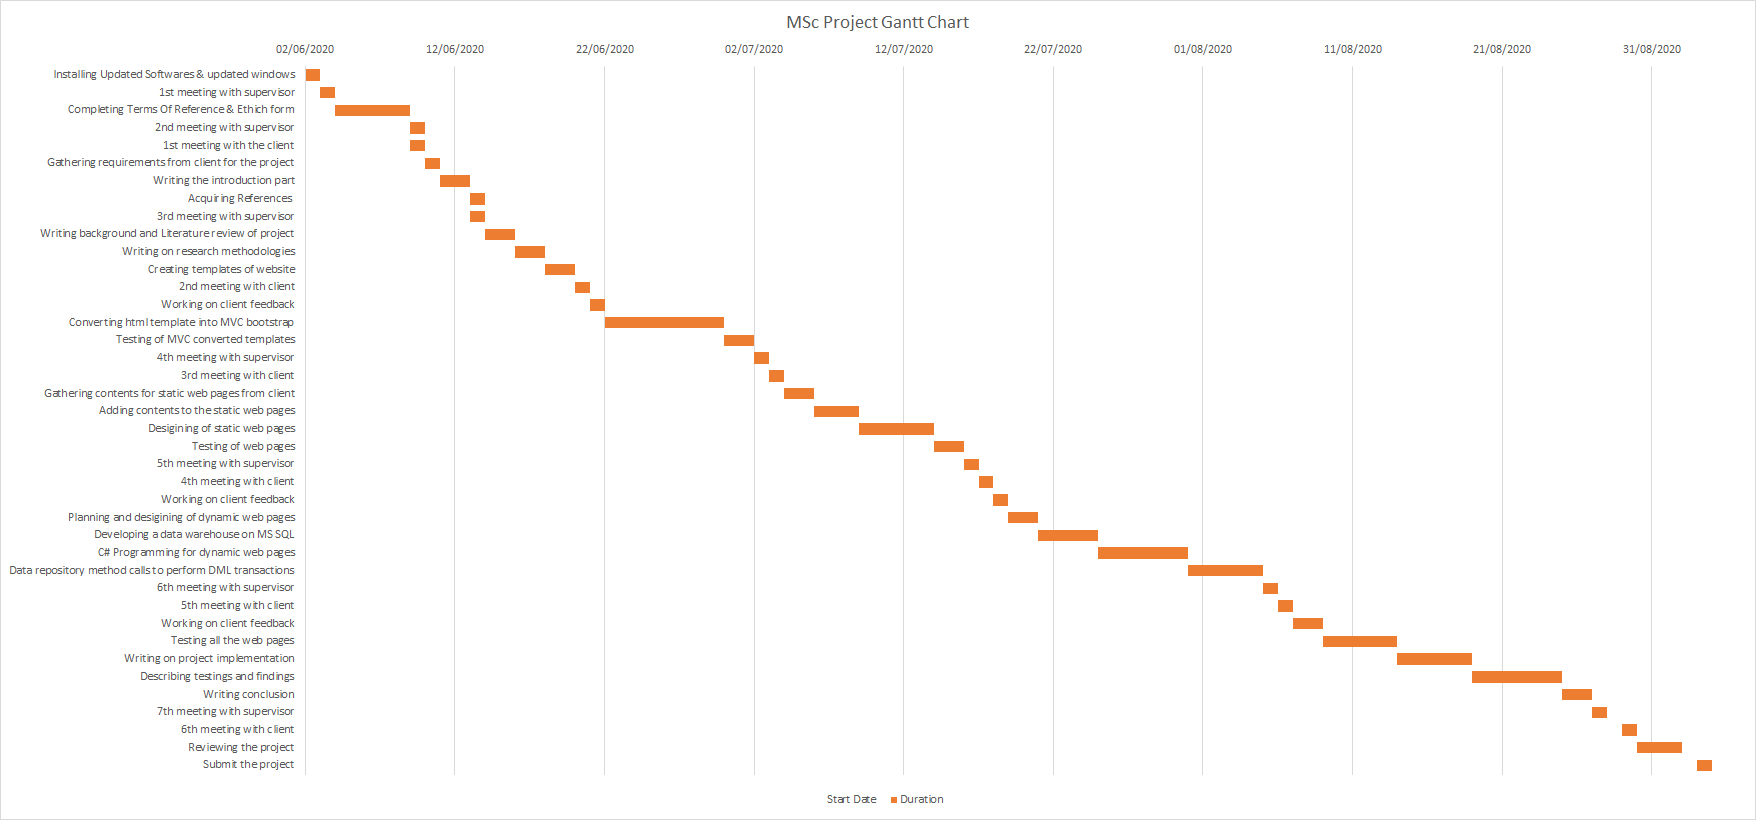 MSc Project Gantt Chart
02/06/2020 12/06/2020 22/06/2020 02/07/2020 12/07/2020 22/07/2020 01/08/2020 11/08/2020 21/08/2020 31/08/2020
Installing Updated Softwares & updated windows
1st meeting with supervisor
Completing Terms Of Reference & Ethich form
2nd meeting with supervisor
1st meeting with the client
Gathering requirements from client for the project
Writing the introduction part
Acquiring References
3rd meeting with supervisor
Writing background and Literature review of project
Writing on research methodologies
Creating templates of website
2nd meeting with client
Working on client feedback
Converting html template into MVC bootstrap
Testing of MVC converted templates
4th meeting with supervisor
3rd meeting with client
Gathering contents for static web pages from client
Adding contents to the static web pages
Desigining of static web pages
Testing of web pages
5th meeting with supervisor
4th meeting with client
Working on client feedback
Planning and desigining of dynamic web pages
Developing a data warehouse on MS SQL
C# Programming for dynamic web pages
Data repository method calls to perform DML transactions
6th meeting with supervisor
5th meeting with client
Working on client feedback
Testing all the web pages
Writing on project implementation
Describing testings and findings
Writing conclusion
7th meeting with supervisor
6th meeting with client
Reviewing the project
Submit the project
Start Date Duration